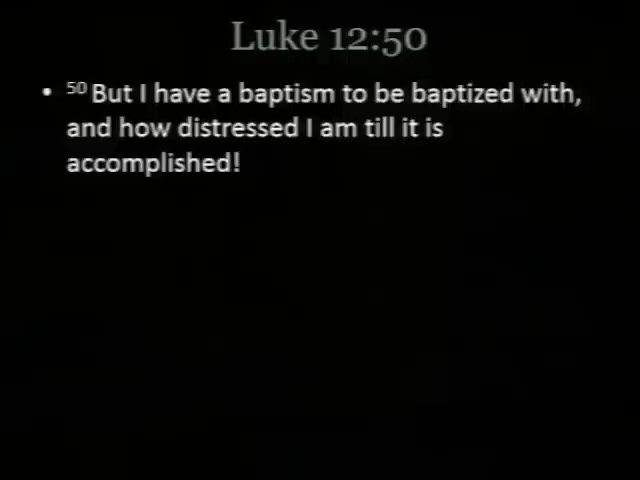 Luke 12:50
• 50 But I have a baptism to be baptized with,
and how distressed I am till it is
accomplished!